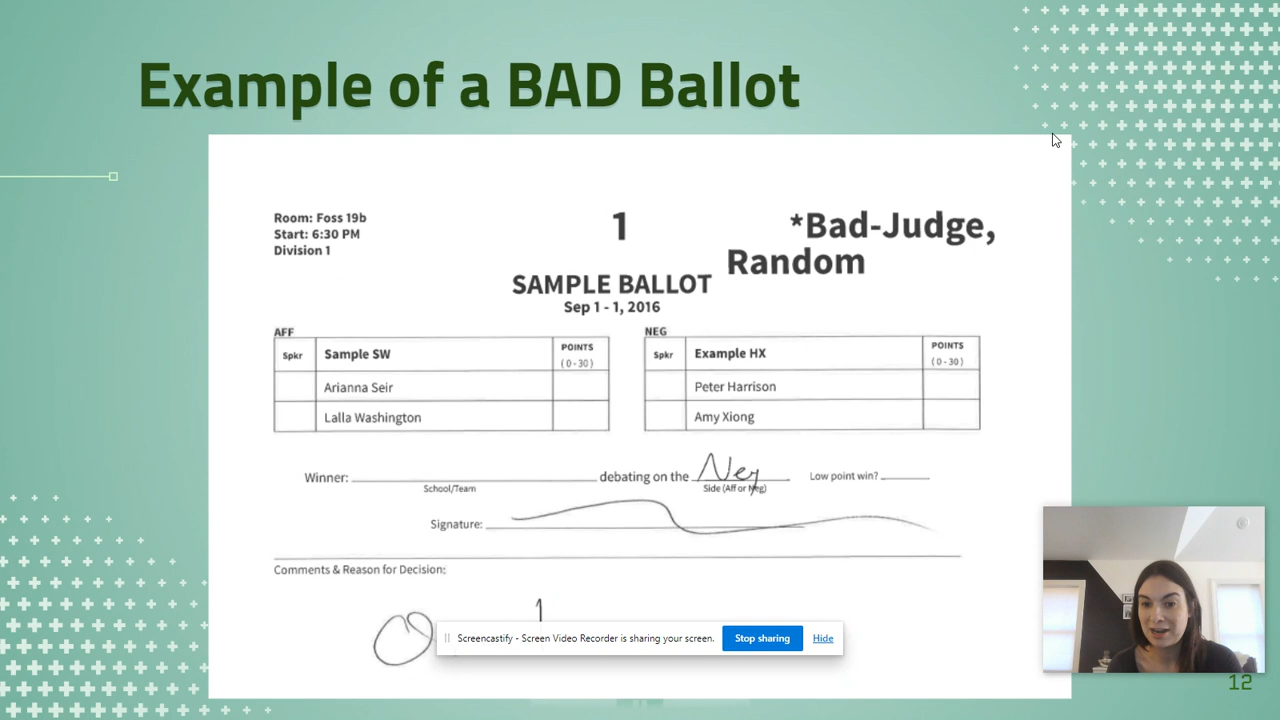 Example of a BAD Ballot
Room: Foss 19b
Start: 6:30 PM
Division 1
1
*Bad-Judge,
Random
SAMPLE BALLOT
Sep 1 - 1, 2016
AFF
Spkr Sample SW POINTS
(0-30)
Arianna Seir
Lalla Washington
NEG
Spkr Example HX POINTS
(0-30)
Peter Harrison
Amy Xiong
Winner: debating on the Neg Low point win?
School/Team Side (Aff or Neg)
Signature:
Comments & Reason for Decision:
Screencastify - Screen Video Recorder is sharing your screen. Stop sharing Hide
12